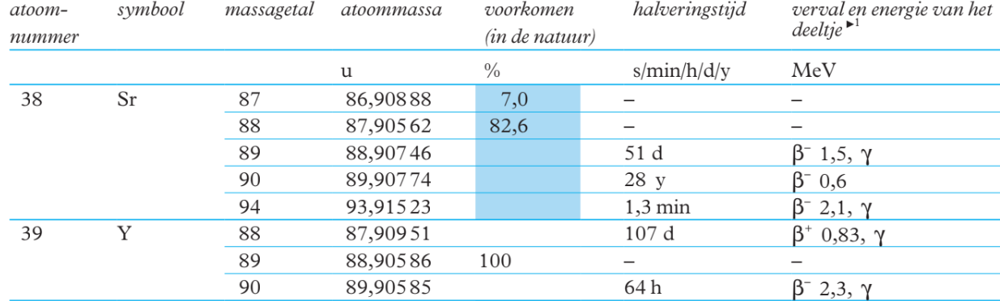 atoom- symbool massagetal atoommassa voorkomen halveringstijd verval en energie van het
nummer (in de natuur) deeltje ▸1
u % s/min/h/d/y MeV
38 Sr 87 86,908 88 7,0 – –
88 87,905 62 82,6 – –
89 88,907 46 51 d β⁻ 1,5, γ
90 89,907 74 28 y β⁻ 0,6
94 93,915 23 1,3 min β⁻ 2,1, γ
39 Y 88 87,909 51 107 d β⁺ 0,83, γ
89 88,905 86 100 – –
90 89,905 85 64 h β⁻ 2,3, γ